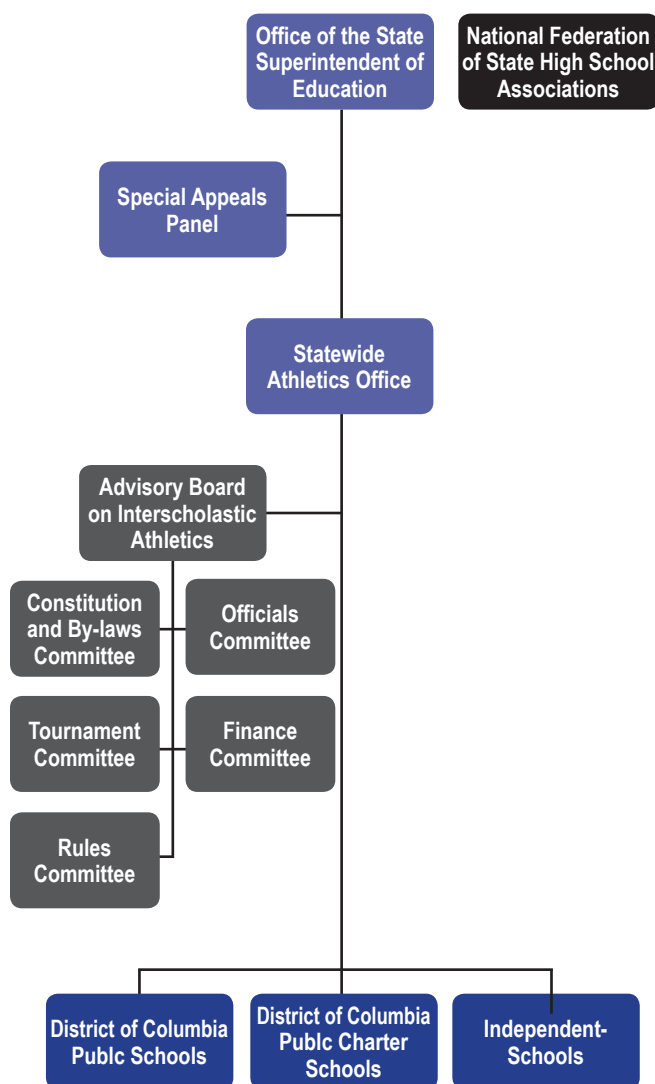 Office of the State
Superintendent of
Education
National Federation
of State High School
Associations
Special Appeals
Panel
Statewide
Athletics Office
Advisory Board
on Interscholastic
Athletics
Constitution
and By-laws
Committee
Officials
Committee
Tournament
Committee
Finance
Committee
Rules
Committee
District of Columbia
Publc Schools
District of Columbia
Publc Charter
Schools
Independent-
Schools